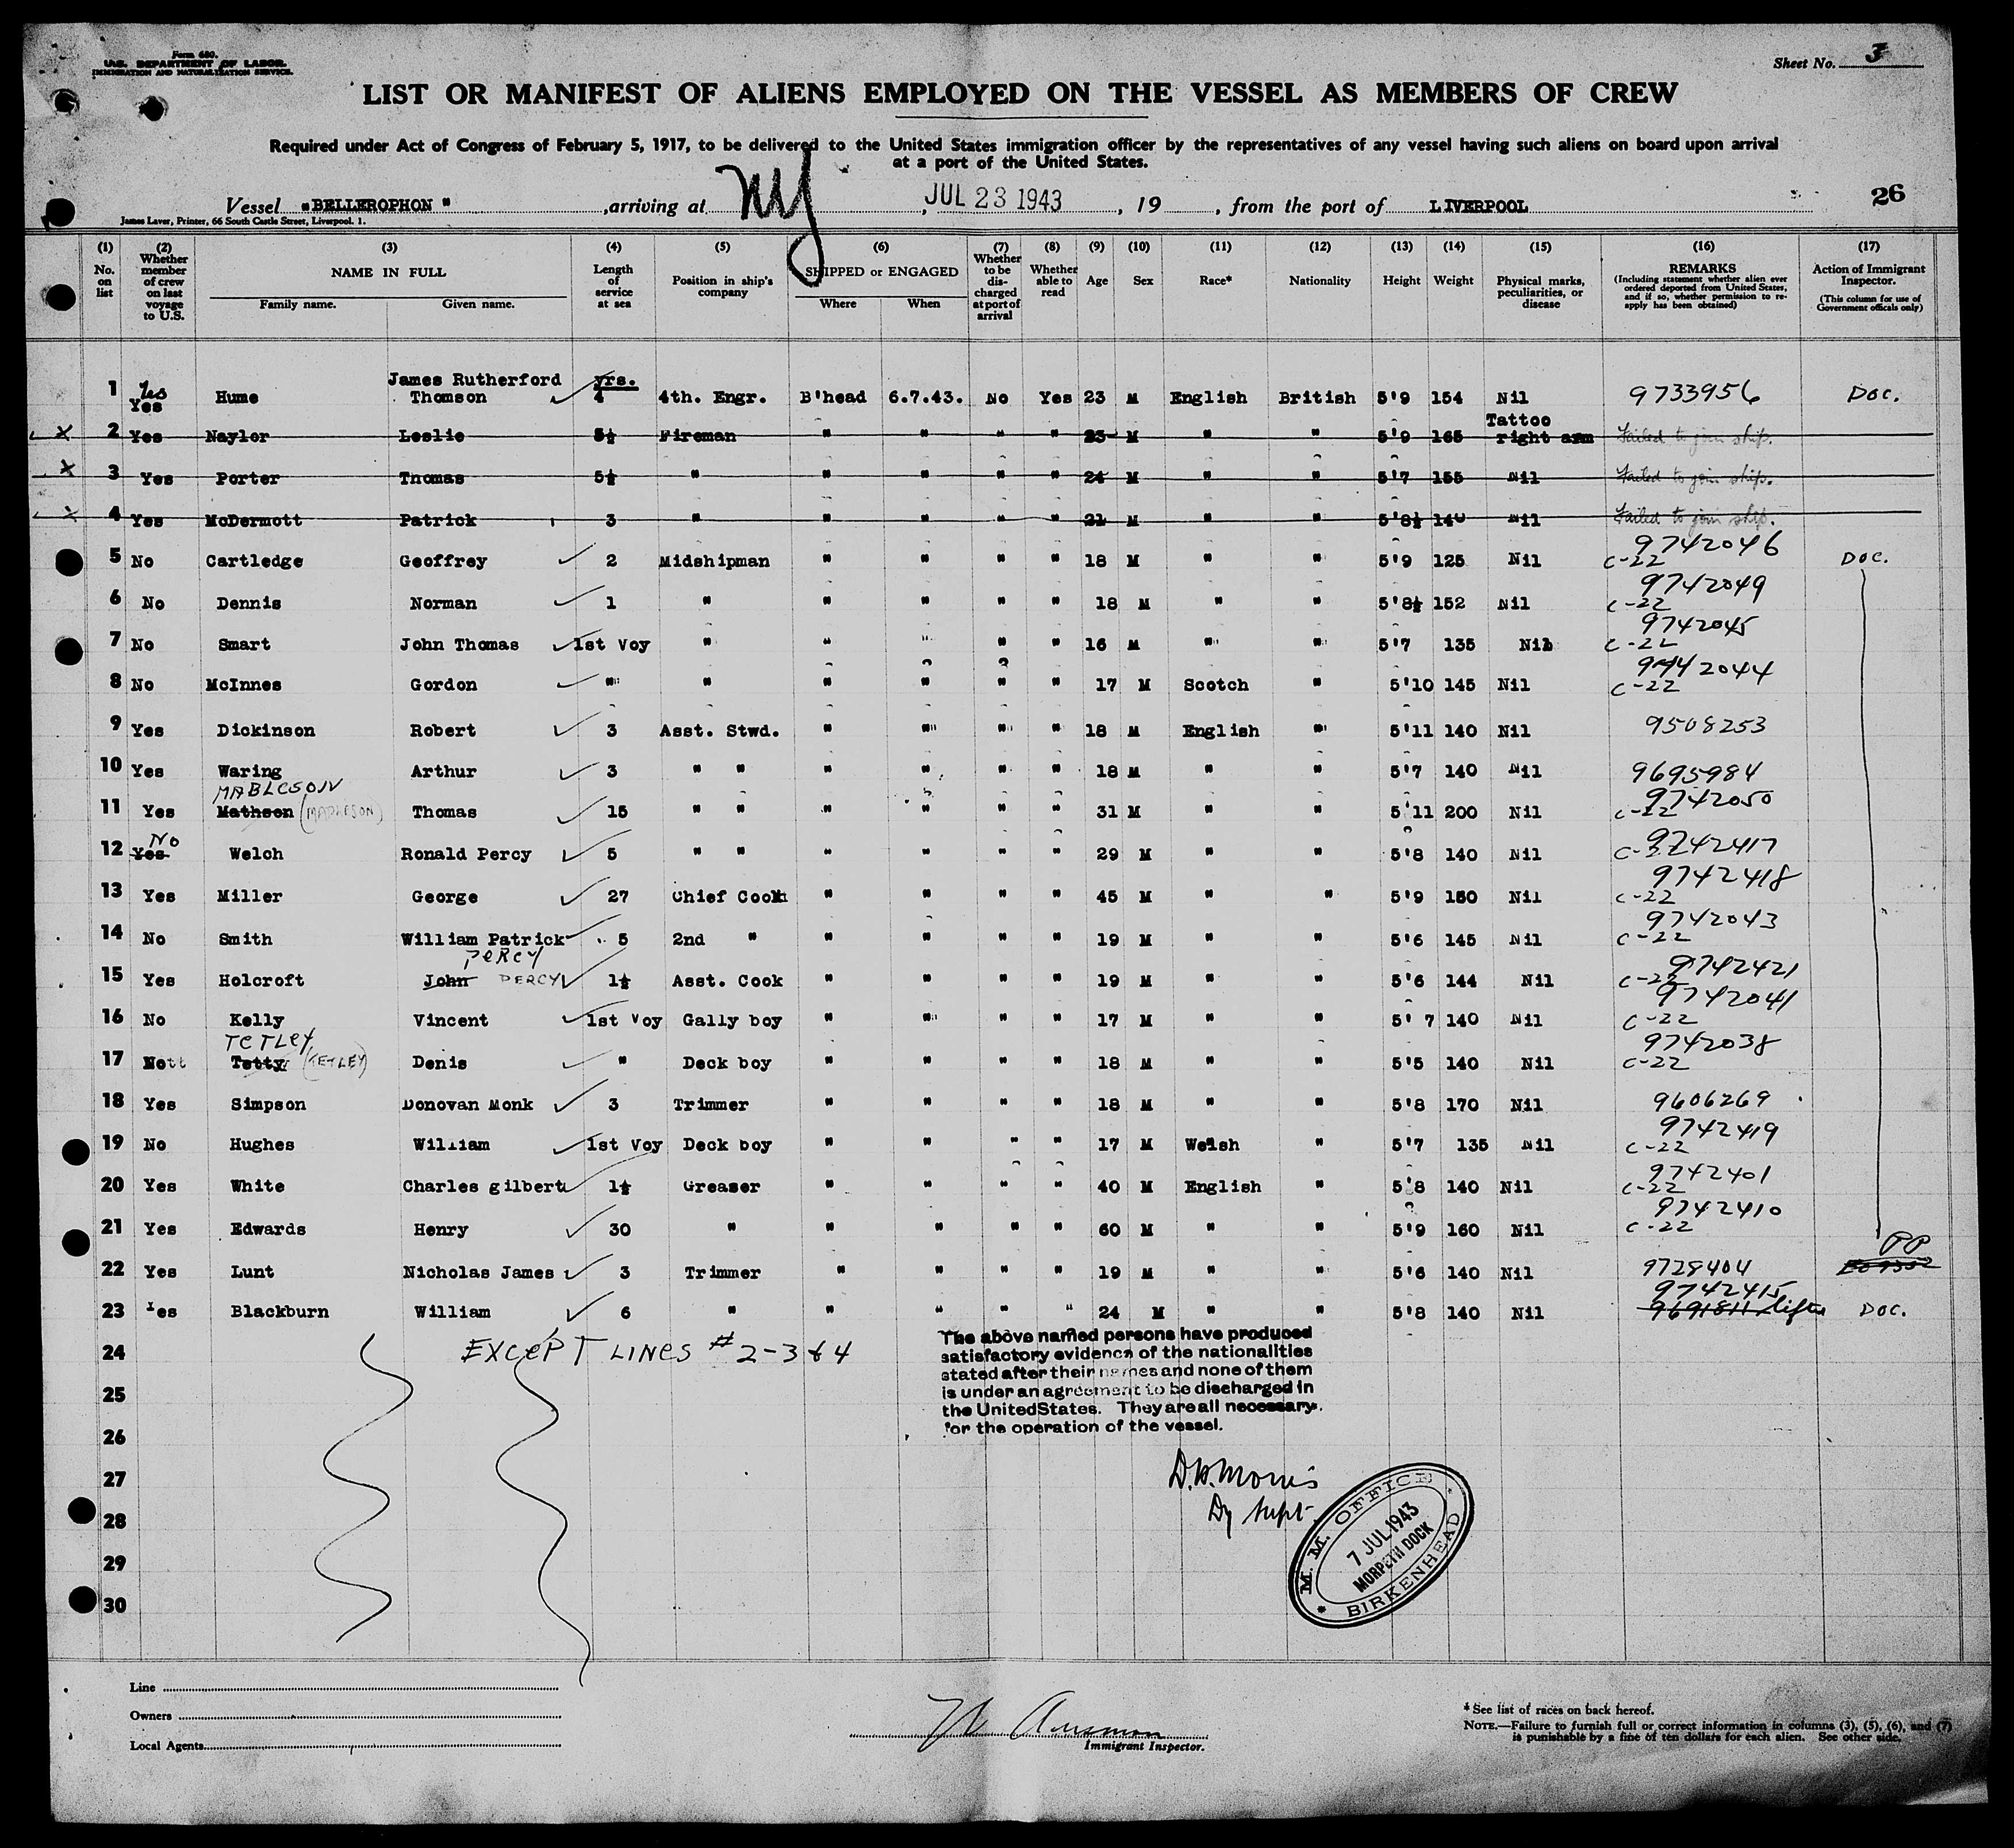 Form 680.
U.S. DEPARTMENT OF LABOR.
IMMIGRATION AND NATURALIZATION SERVICE.
Sheet No. 3
LIST OR MANIFEST OF ALIENS EMPLOYED ON THE VESSEL AS MEMBERS OF CREW
Required under Act of Congress of February 5, 1917, to be delivered to the United States immigration officer by the representatives of any vessel having such aliens on board upon arrival
at a port of the United States.
Vessel "BELLEROPHON", arriving at NY, JUL 23 1943, 19 , from the port of LIVERPOOL 26
James Laver, Printer, 66 South Castle Street, Liverpool. 1.
(1) No. on list
(2) Whether member of crew on last voyage to U.S.
(3) NAME IN FULL Family name. Given name.
(4) Length of service at sea
(5) Position in ship's company
(6) SHIPPED or ENGAGED Where When
(7) Whether to be discharged at port of arrival
(8) Whether able to read
(9) Age
(10) Sex
(11) Race*
(12) Nationality
(13) Height
(14) Weight
(15) Physical marks, peculiarities, or disease
(16) REMARKS (Including statement whether alien ever ordered deported from United States, and if so, whether permission to re-apply has been obtained)
(17) Action of Immigrant Inspector. (This column for use of Government officals only)
1 Yes Yes Hume James Rutherford Thomson yrs. 4 4th. Engr. B'head 6.7.43. No Yes 23 M English British 5'9 154 Nil 9733956 Doc.
x 2 Yes Naylor Leslie 5½ Fireman " " " " 23 M " " 5'9 165 Tattoo right arm Failed to join ship.
x 3 Yes Porter Thomas 5½ " " " " " 24 M " " 5'7 155 Nil Failed to join ship.
x 4 Yes McDermott Patrick 3 " " " " " 21 M " " 5'8½ 140 Nil Failed to join ship.
5 No Cartledge Geoffrey 2 Midshipman " " " " 18 M " " 5'9 125 Nil 9742046 C-22 Doc.
6 No Dennis Norman 1 " " " " " 18 M " " 5'8½ 152 Nil 9742049 C-22
7 No Smart John Thomas 1st Voy " " " " " 16 M " " 5'7 135 Nil 9742045 C-22
8 No McInnes Gordon " " " " " " 17 M Scotch " 5'10 145 Nil 9742044 C-22
9 Yes Dickinson Robert 3 Asst. Stwd. " " " " 18 M English " 5'11 140 Nil 9508253
10 Yes Waring Arthur 3 " " " " " " 18 M " " 5'7 140 Nil 9695984
MABLESON
11 Yes Matheon (MABLESON) Thomas 15 " " " " " " 31 M " " 5'11 200 Nil 9742050 C-22
12 No Yes Welch Ronald Percy 5 " " " " " " 29 M " " 5'8 140 Nil 9742417 C-22
13 Yes Miller George 27 Chief Cook " " " " 45 M " " 5'9 150 Nil 9742418 C-22
14 No Smith William Patrick 5 2nd " " " " " 19 M " " 5'6 145 Nil 9742043 C-22
PERCY
15 Yes Holcroft John PERCY 1½ Asst. Cook " " " " 19 M " " 5'6 144 Nil 9742421 C-22
16 No Kelly Vincent 1st Voy Gally boy " " " " 17 M " " 5'7 140 Nil 9742041 C-22
TETLEY
17 No Tetty (TETLEY) Denis " Deck boy " " " " 18 M " " 5'5 140 Nil 9742038 C-22
18 Yes Simpson Donovan Monk 3 Trimmer " " " " 18 M " " 5'8 170 Nil 9606269
19 No Hughes William 1st Voy Deck boy " " " " 17 M Welsh " 5'7 135 Nil 9742419 C-22
20 Yes White Charles gilbert 1½ Greaser " " " " 40 M English " 5'8 140 Nil 9742401 C-22
21 Yes Edwards Henry 30 " " " " " 60 M " " 5'9 160 Nil 9742410 C-22
22 Yes Lunt Nicholas James 3 Trimmer " " " " 19 M " " 5'6 140 Nil 9728404 PP
23 Yes Blackburn William 6 " " " " " 24 M " " 5'8 140 Nil 9742415 9691811 Doc.
24 EXCEPT LINES # 2-3 & 4
25
26
27
28
29
30
The above named persons have produced
satisfactory evidence of the nationalities
stated after their names and none of them
is under an agreement to be discharged in
the United States. They are all necessary
for the operation of the vessel.
D.A. Morris
Dy Supt.
M. M. OFFICE
7 JUL 1943
MORPETH DOCK
BIRKENHEAD
Line
Owners
Local Agents
Immigrant Inspector.
* See list of races on back hereof.
NOTE.—Failure to furnish full or correct information in columns (3), (5), (6), and (7)
is punishable by a fine of ten dollars for each alien. See other side.